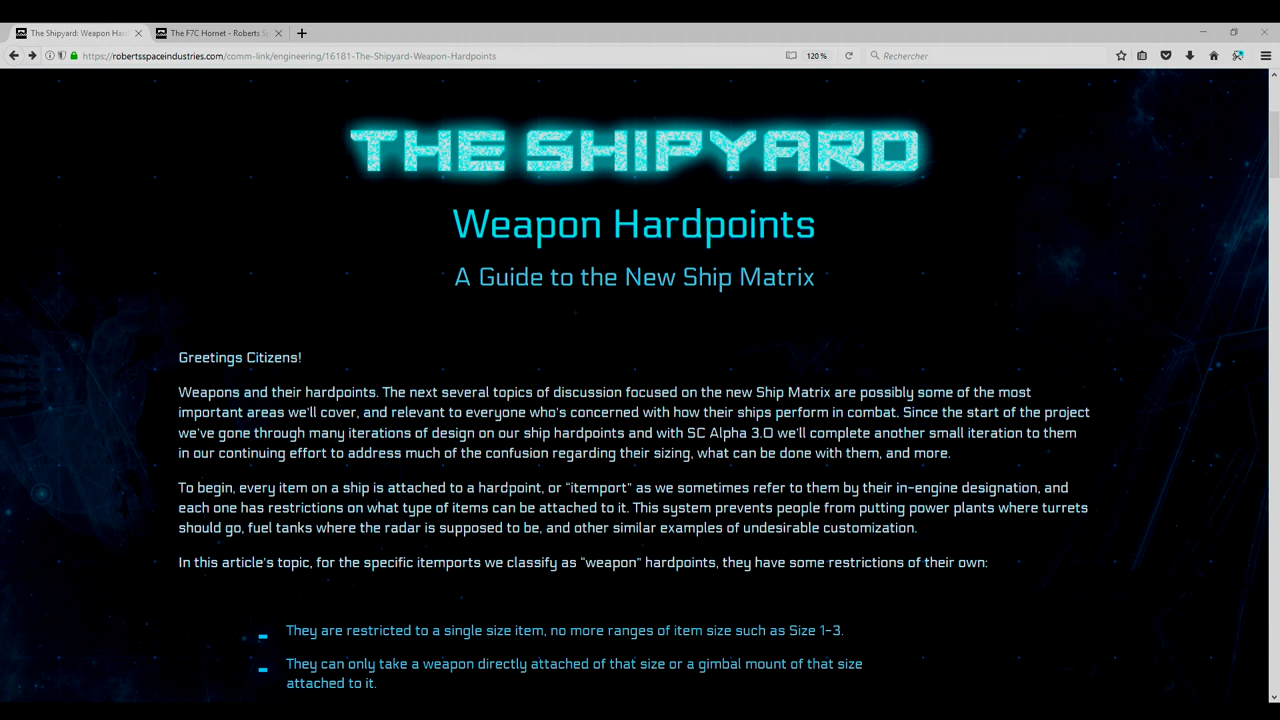 The Shipyard: Weapon Har
The F7C Hornet - Roberts Sp
https://robertsspaceindustries.com/comm-link/engineering/16181-The-Shipyard-Weapon-Hardpoints
120%
Rechercher
THE SHIPYARD
Weapon Hardpoints
A Guide to the New Ship Matrix
Greetings Citizens!
Weapons and their hardpoints. The next several topics of discussion focused on the new Ship Matrix are possibly some of the most
important areas we'll cover, and relevant to everyone who's concerned with how their ships perform in combat. Since the start of the project
we've gone through many iterations of design on our ship hardpoints and with SC Alpha 3.0 we'll complete another small iteration to them
in our continuing effort to address much of the confusion regarding their sizing, what can be done with them, and more.
To begin, every item on a ship is attached to a hardpoint, or "itemport" as we sometimes refer to them by their in-engine designation, and
each one has restrictions on what type of items can be attached to it. This system prevents people from putting power plants where turrets
should go, fuel tanks where the radar is supposed to be, and other similar examples of undesirable customization.
In this article's topic, for the specific itemports we classify as "weapon" hardpoints, they have some restrictions of their own:
They are restricted to a single size item, no more ranges of item size such as Size 1-3.
They can only take a weapon directly attached of that size or a gimbal mount of that size
attached to it.